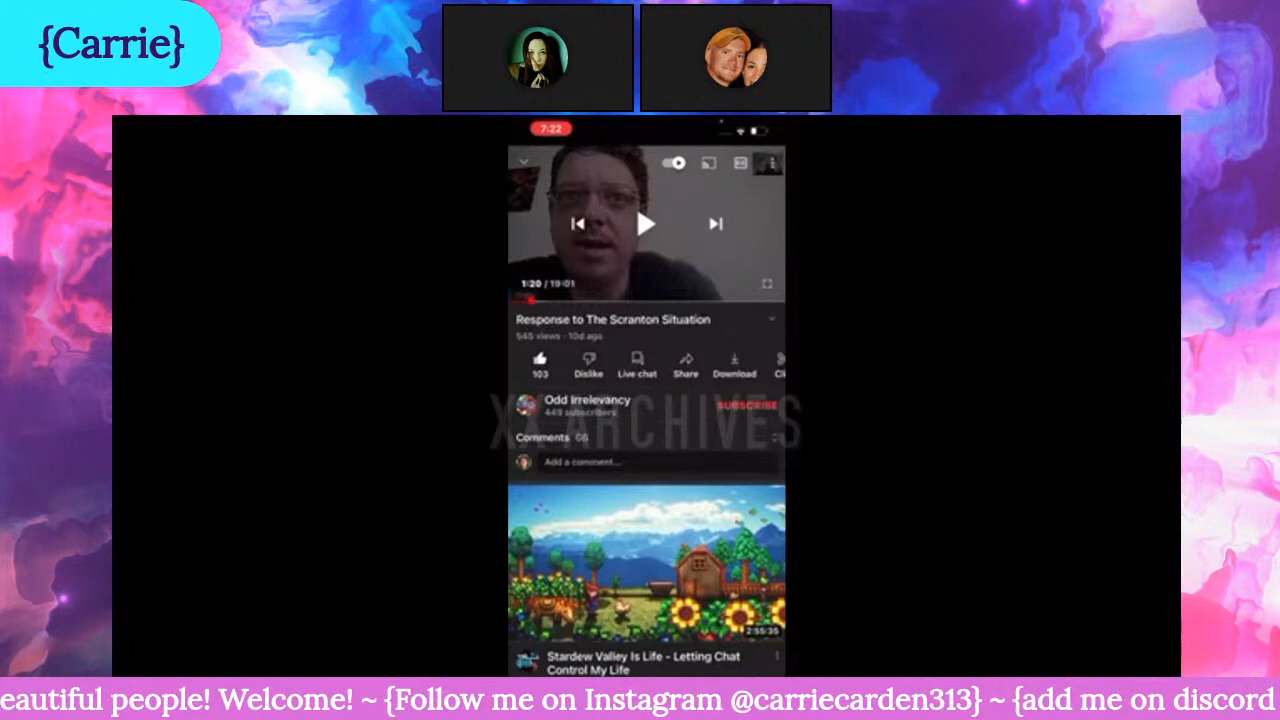 {Carrie}
7:22
1:20 / 19:01
Response to The Scranton Situation
545 views · 10d ago
103
Dislike
Live chat
Share
Download
Cli
Odd Irrelevancy
449 subscribers
SUBSCRIBE
XX ARCHIVES
Comments 66
Add a comment...
2:55:35
Stardew Valley Is Life - Letting Chat
Control My Life
eautiful people! Welcome! ~ {Follow me on Instagram @carriecarden313} ~ {add me on discord